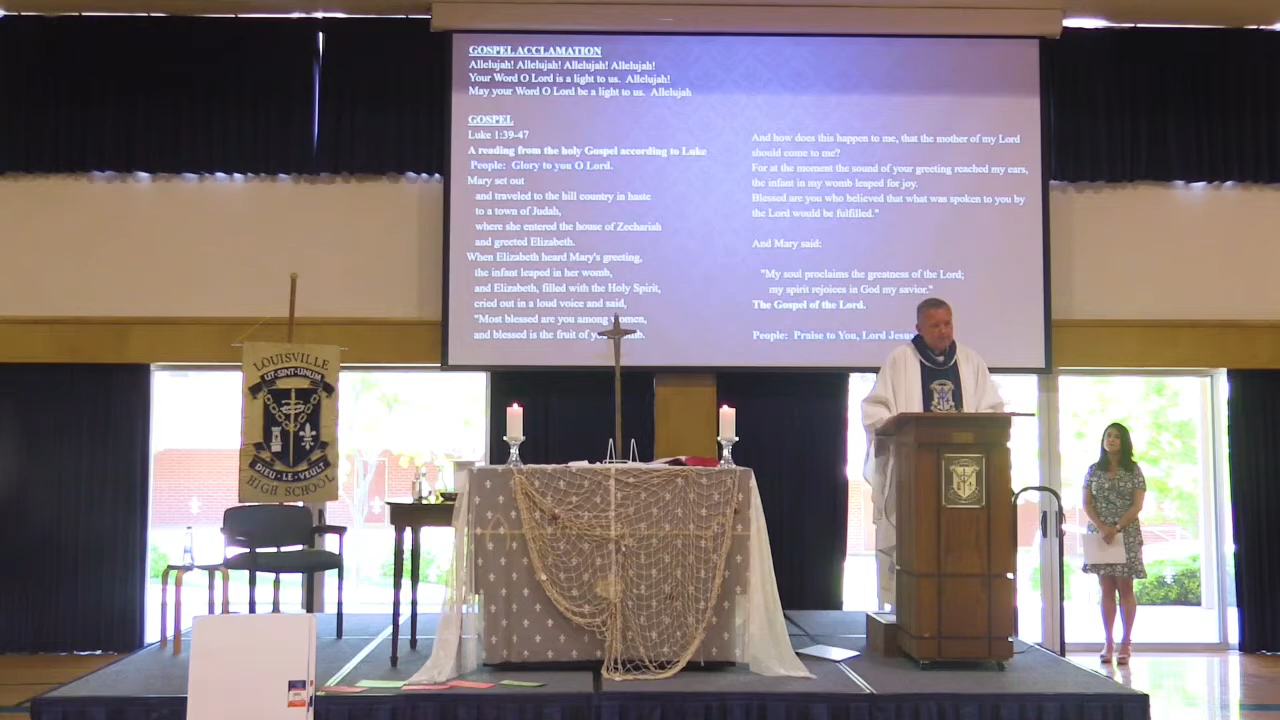 GOSPEL ACCLAMATION
Allelujah! Allelujah! Allelujah! Allelujah!
Your Word O Lord is a light to us. Allelujah!
May your Word O Lord be a light to us. Allelujah
GOSPEL
Luke 1:39-47
A reading from the holy Gospel according to Luke
People: Glory to you O Lord.
Mary set out
and traveled to the hill country in haste
to a town of Judah,
where she entered the house of Zechariah
and greeted Elizabeth.
When Elizabeth heard Mary's greeting,
the infant leaped in her womb,
and Elizabeth, filled with the Holy Spirit,
cried out in a loud voice and said,
"Most blessed are you among women,
and blessed is the fruit of
And how does this happen to me, that the mother of my Lord
should come to me?
For at the moment the sound of your greeting reached my ears,
the infant in my womb leaped for joy.
Blessed are you who believed that what was spoken to you by
the Lord would be fulfilled."
And Mary said:
"My soul proclaims the greatness of the Lord;
my spirit rejoices in God my savior."
The Gospel of the Lord.
People: Praise to You, Lord Jesus
LOUISVILLE
UT·SINT·UNUM
DIEU·LE·VEULT
HIGH SCHOOL